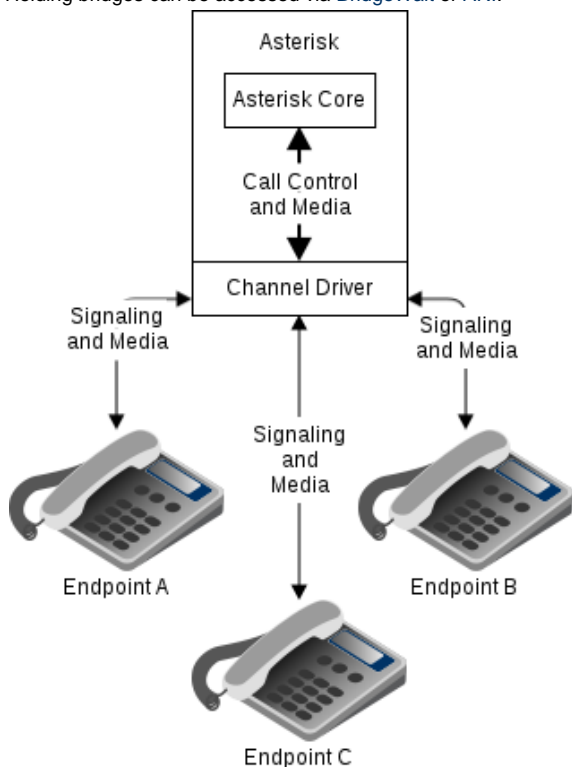 Holding bridges can be accessed via BridgeWait or ARI.
Asterisk
Asterisk Core
Call Control
and Media
Channel Driver
Signaling
and Media
Signaling
and Media
Signaling
and
Media
Endpoint A
Endpoint B
Endpoint C